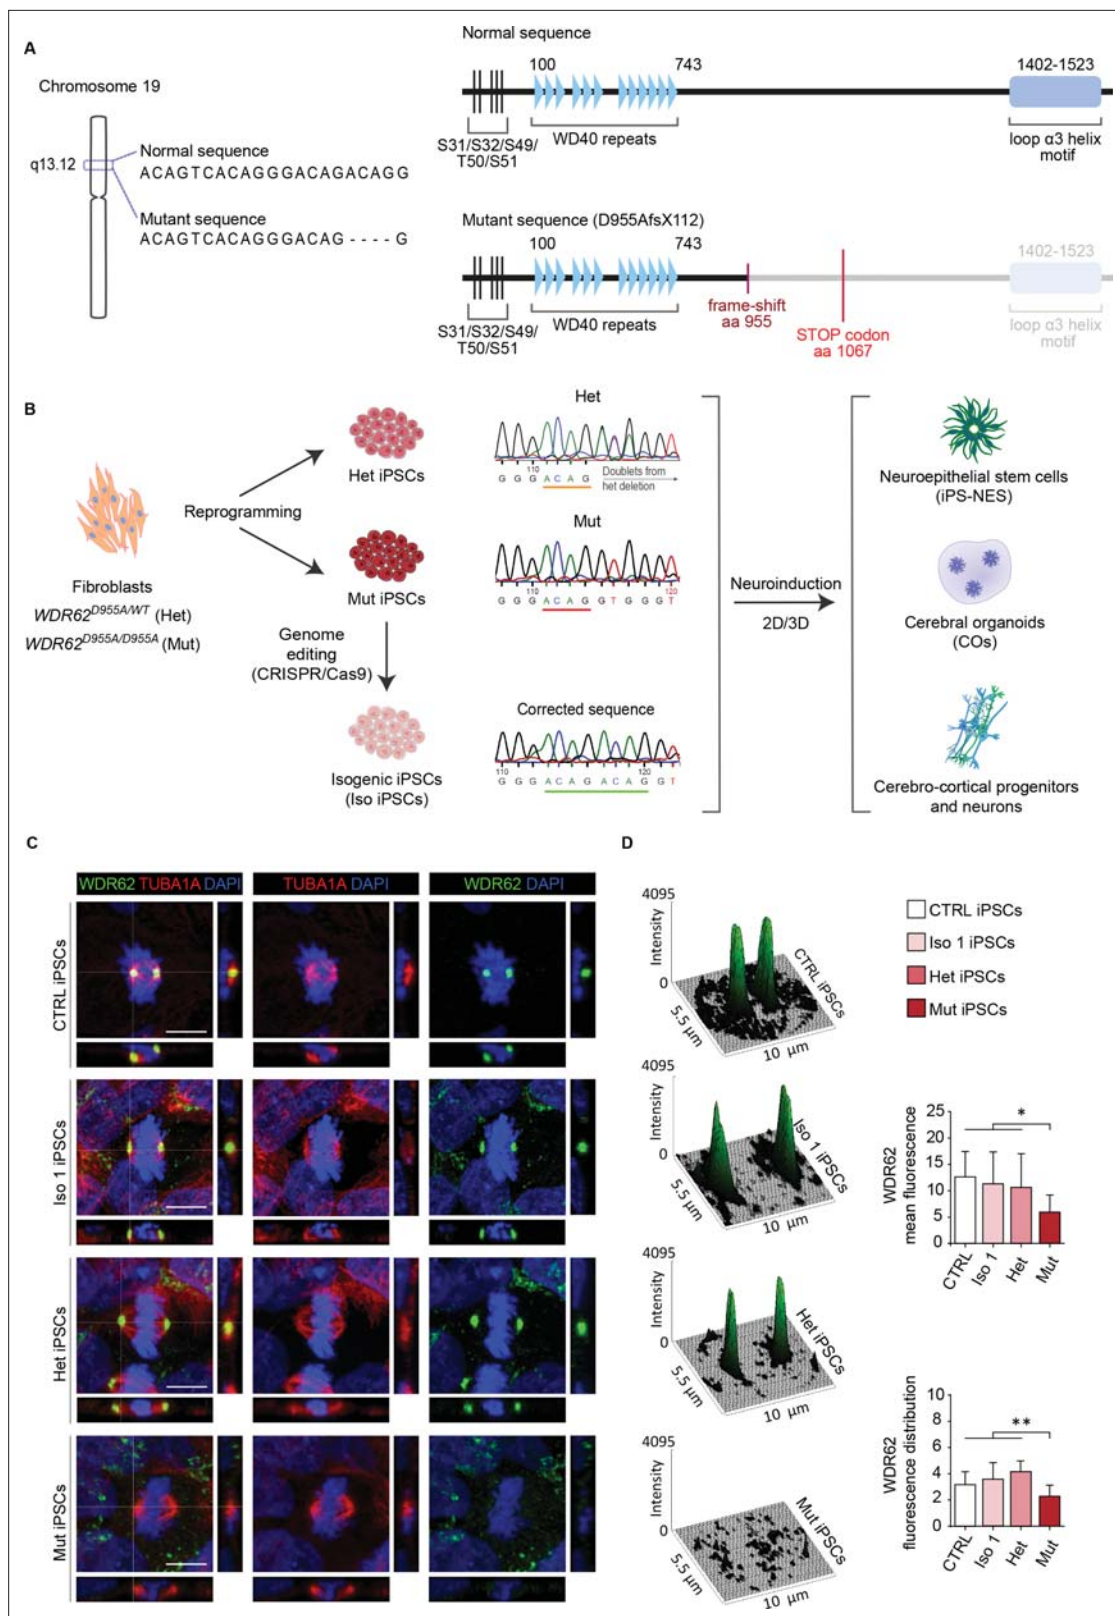 A
Chromosome 19
q13.12
Normal sequence
ACAGTCACAGGGACAGACAGG
Mutant sequence
ACAGTCACAGGGACAG - - - - G
Normal sequence
100
743
1402-1523
S31/S32/S49/
T50/S51
WD40 repeats
loop α3 helix
motif
Mutant sequence (D955AfsX112)
100
743
1402-1523
S31/S32/S49/
T50/S51
WD40 repeats
frame-shift
aa 955
STOP codon
aa 1067
loop α3 helix
motif
B
Fibroblasts
WDR62^D955A/WT (Het)
WDR62^D955A/D955A (Mut)
Reprogramming
Het iPSCs
Mut iPSCs
Genome
editing
(CRISPR/Cas9)
Isogenic iPSCs
(Iso iPSCs)
Het
110
G G G A C A G
Doublets from
het deletion
Mut
110 120
G G G A C A G G T G G G T
Corrected sequence
110 120
G G G A C A G A C A G G T
Neuroinduction
2D/3D
Neuroepithelial stem cells
(iPS-NES)
Cerebral organoids
(COs)
Cerebro-cortical progenitors
and neurons
C
WDR62 TUBA1A DAPI
TUBA1A DAPI
WDR62 DAPI
CTRL iPSCs
Iso 1 iPSCs
Het iPSCs
Mut iPSCs
D
4095
Intensity
0
5.5 μm
10 μm
CTRL iPSCs
4095
Intensity
0
5.5 μm
10 μm
Iso 1 iPSCs
4095
Intensity
0
5.5 μm
10 μm
Het iPSCs
4095
Intensity
0
5.5 μm
10 μm
Mut iPSCs
CTRL iPSCs
Iso 1 iPSCs
Het iPSCs
Mut iPSCs
WDR62
mean fluorescence
25
20
15
10
5
0
*
CTRL
Iso 1
Het
Mut
WDR62
fluorescence distribution
10
8
6
4
2
0
**
CTRL
Iso 1
Het
Mut